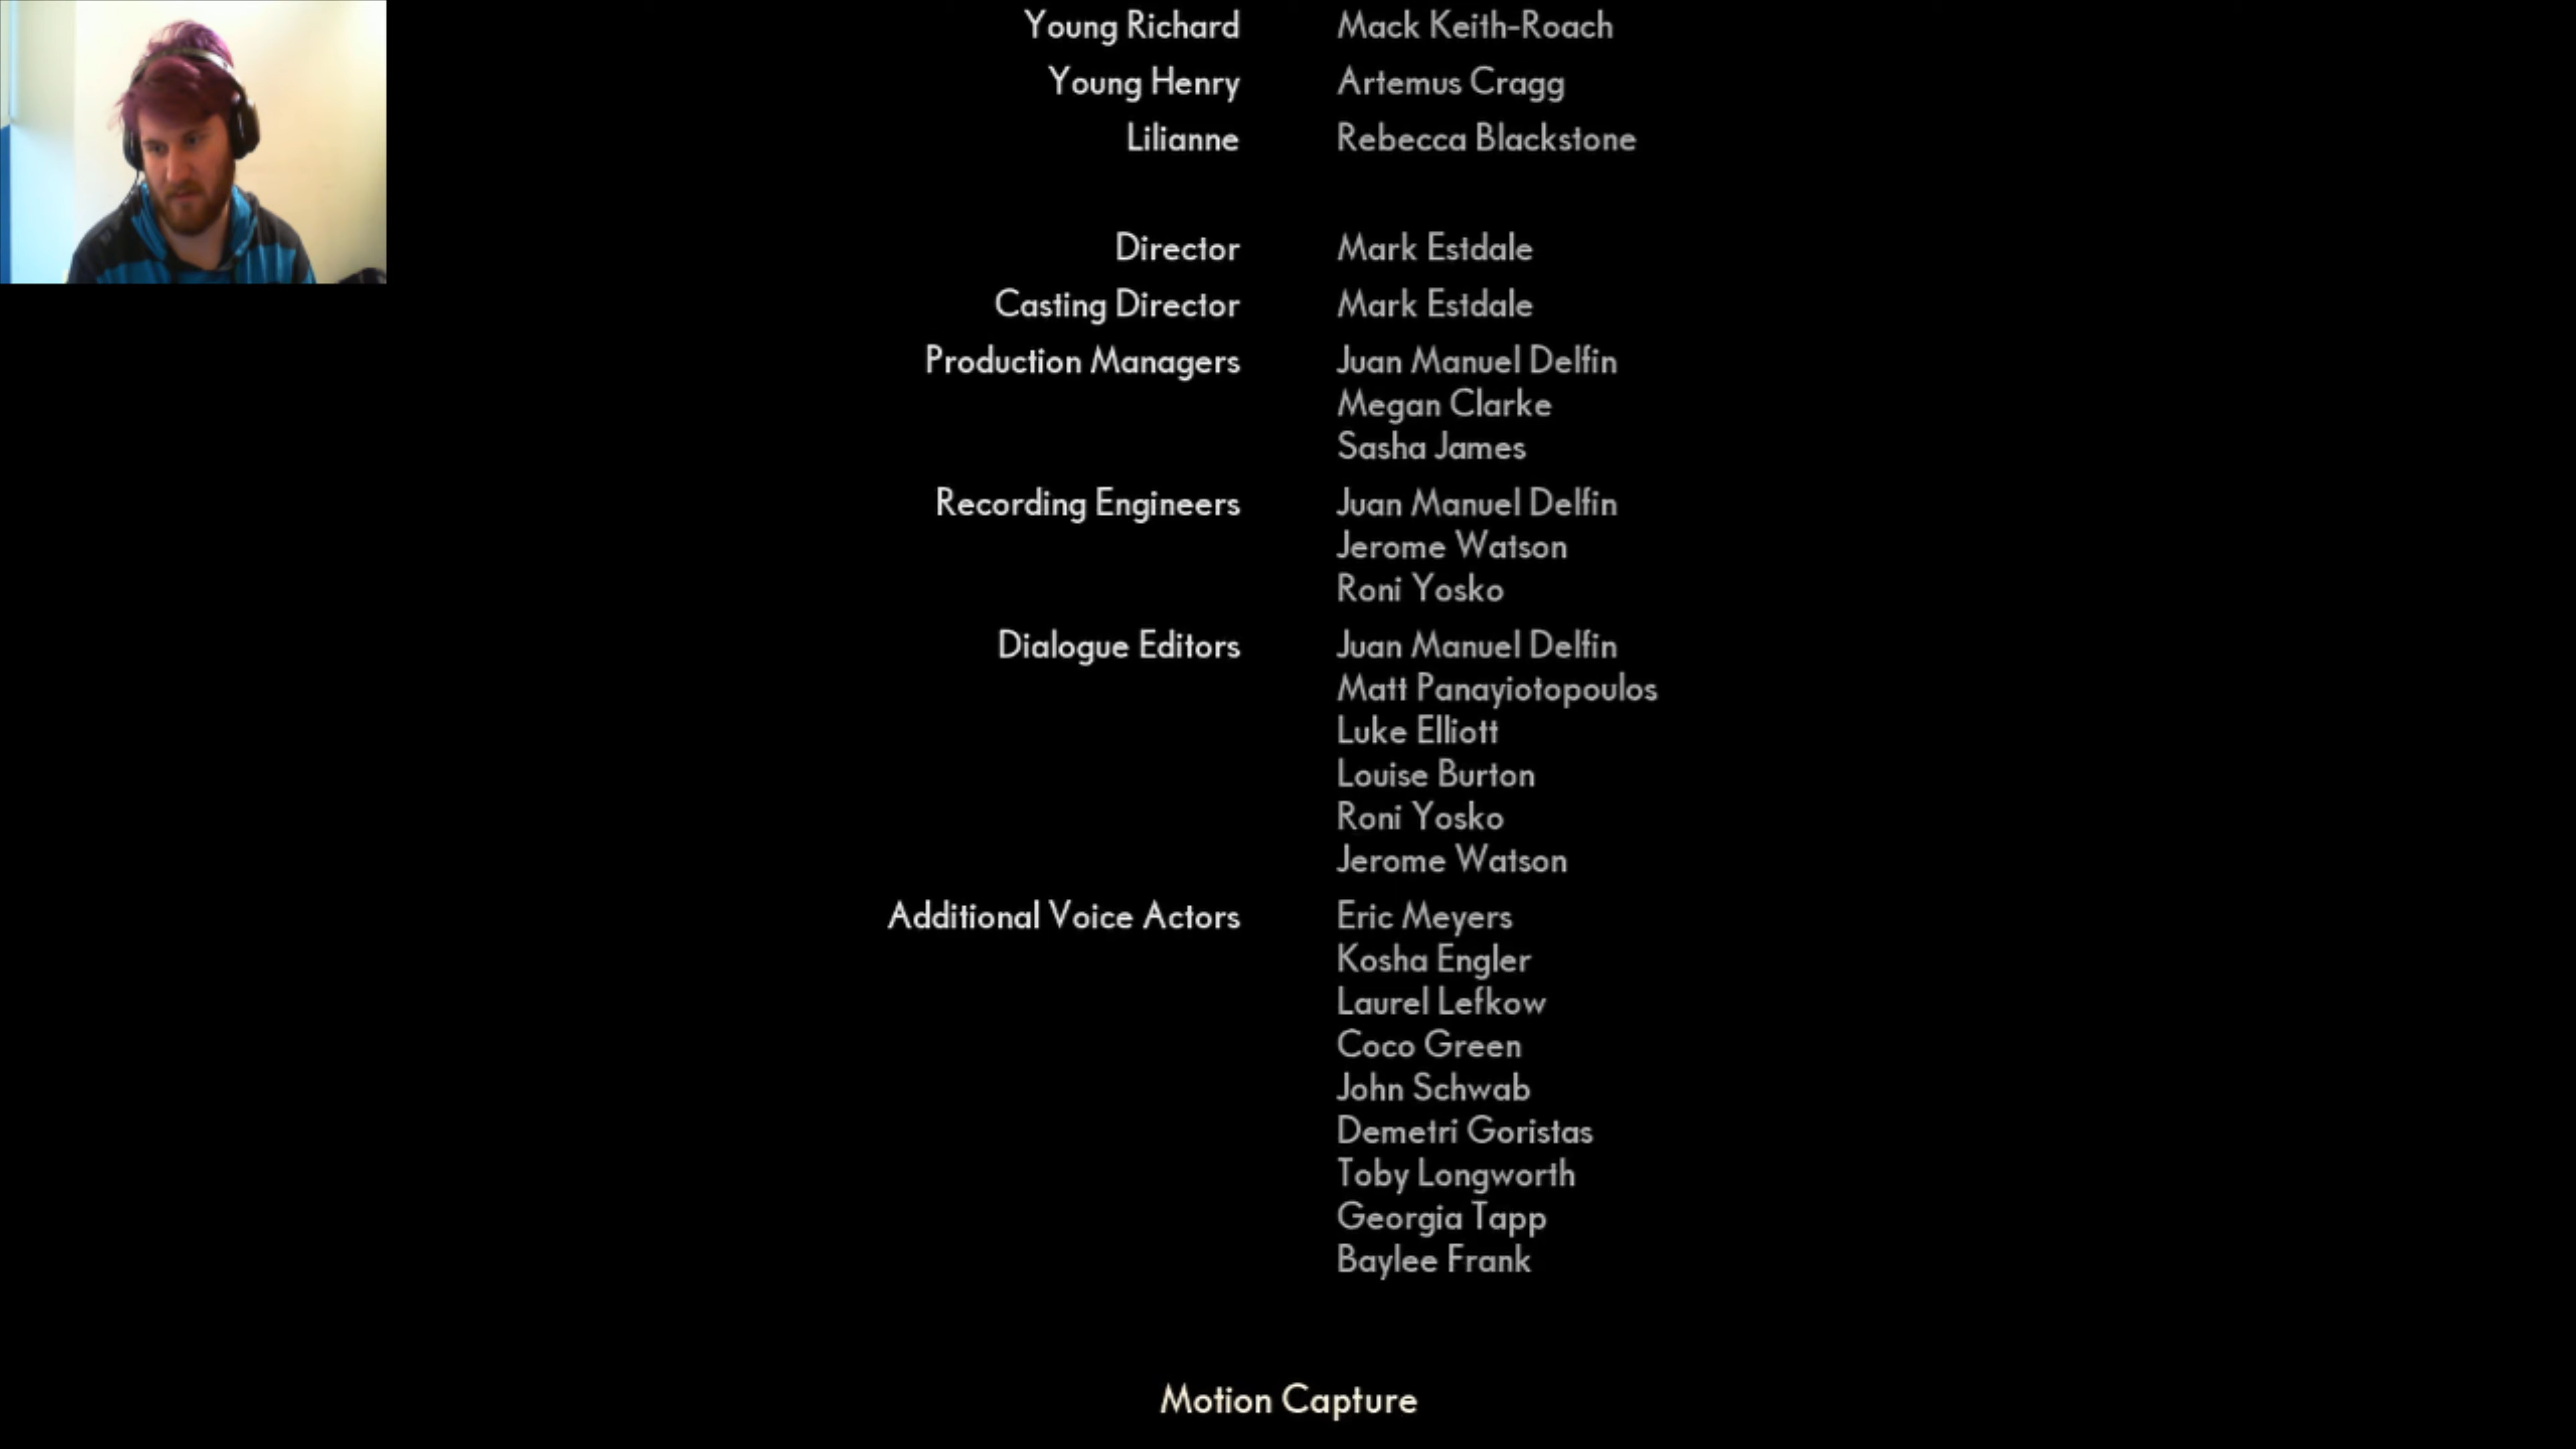 Young Richard Mack Keith-Roach
Young Henry Artemus Cragg
Lilianne Rebecca Blackstone
Director Mark Estdale
Casting Director Mark Estdale
Production Managers Juan Manuel Delfin
Megan Clarke
Sasha James
Recording Engineers Juan Manuel Delfin
Jerome Watson
Roni Yosko
Dialogue Editors Juan Manuel Delfin
Matt Panayiotopoulos
Luke Elliott
Louise Burton
Roni Yosko
Jerome Watson
Additional Voice Actors Eric Meyers
Kosha Engler
Laurel Lefkow
Coco Green
John Schwab
Demetri Goristas
Toby Longworth
Georgia Tapp
Baylee Frank
Motion Capture